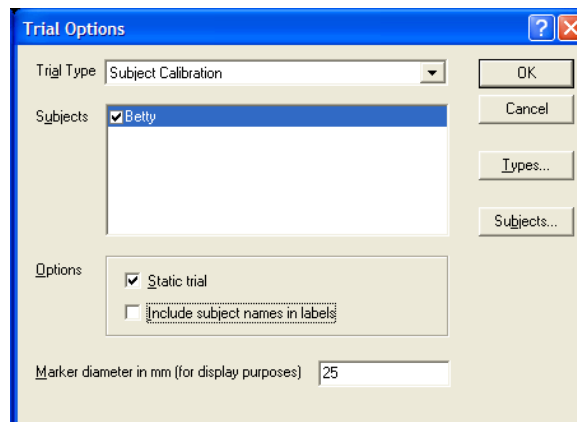 Trial Options
Trial Type Subject Calibration
OK
Subjects Betty
Cancel
Types...
Subjects...
Options
Static trial
Include subject names in labels
Marker diameter in mm (for display purposes) 25